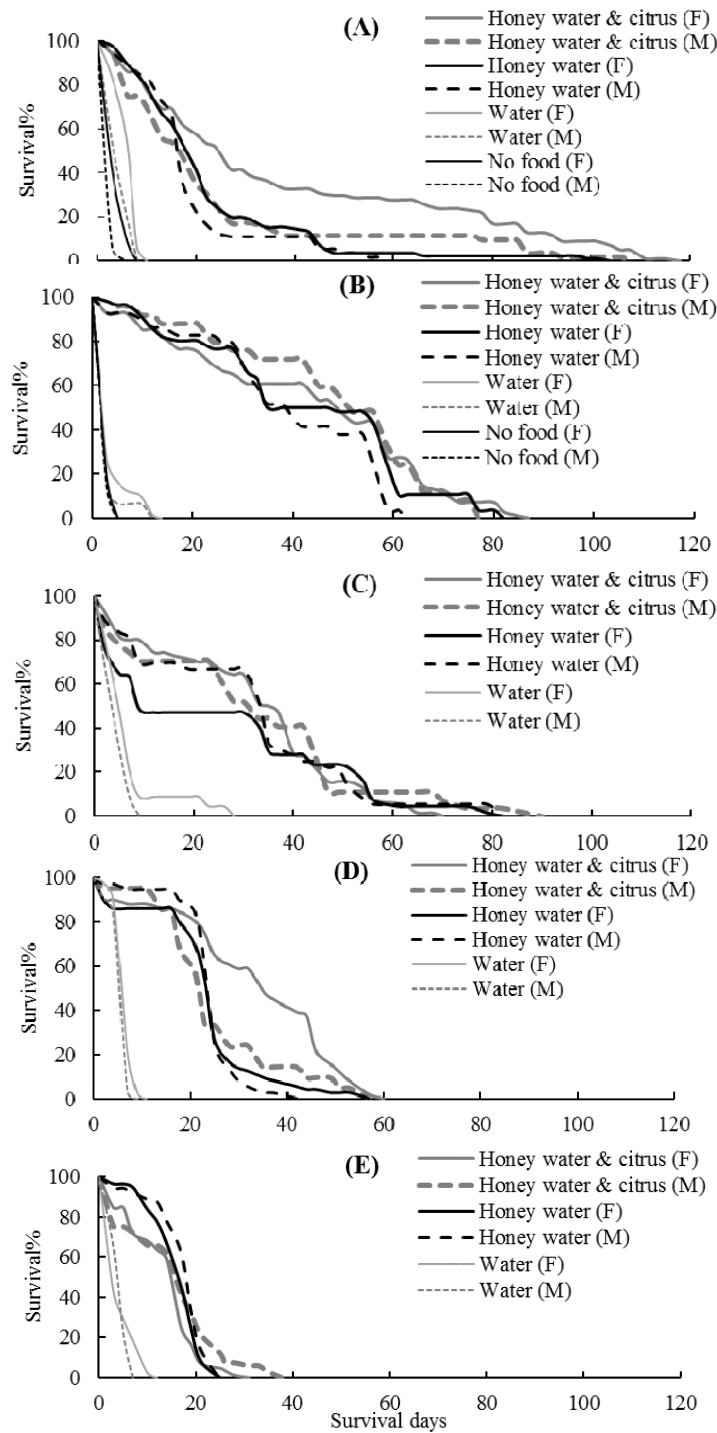 (A)
Honey water & citrus (F)
Honey water & citrus (M)
Honey water (F)
Honey water (M)
Water (F)
Water (M)
No food (F)
No food (M)
Survival%
100
80
60
40
20
0
0 20 40 60 80 100 120
(B)
Honey water & citrus (F)
Honey water & citrus (M)
Honey water (F)
Honey water (M)
Water (F)
Water (M)
No food (F)
No food (M)
Survival%
100
80
60
40
20
0
0 20 40 60 80 100 120
(C)
Honey water & citrus (F)
Honey water & citrus (M)
Honey water (F)
Honey water (M)
Water (F)
Water (M)
Survival%
100
80
60
40
20
0
0 20 40 60 80 100 120
(D)
Honey water & citrus (F)
Honey water & citrus (M)
Honey water (F)
Honey water (M)
Water (F)
Water (M)
Survival%
100
80
60
40
20
0
0 20 40 60 80 100 120
(E)
Honey water & citrus (F)
Honey water & citrus (M)
Honey water (F)
Honey water (M)
Water (F)
Water (M)
Survival%
100
80
60
40
20
0
0 20 40 60 80 100 120
Survival days